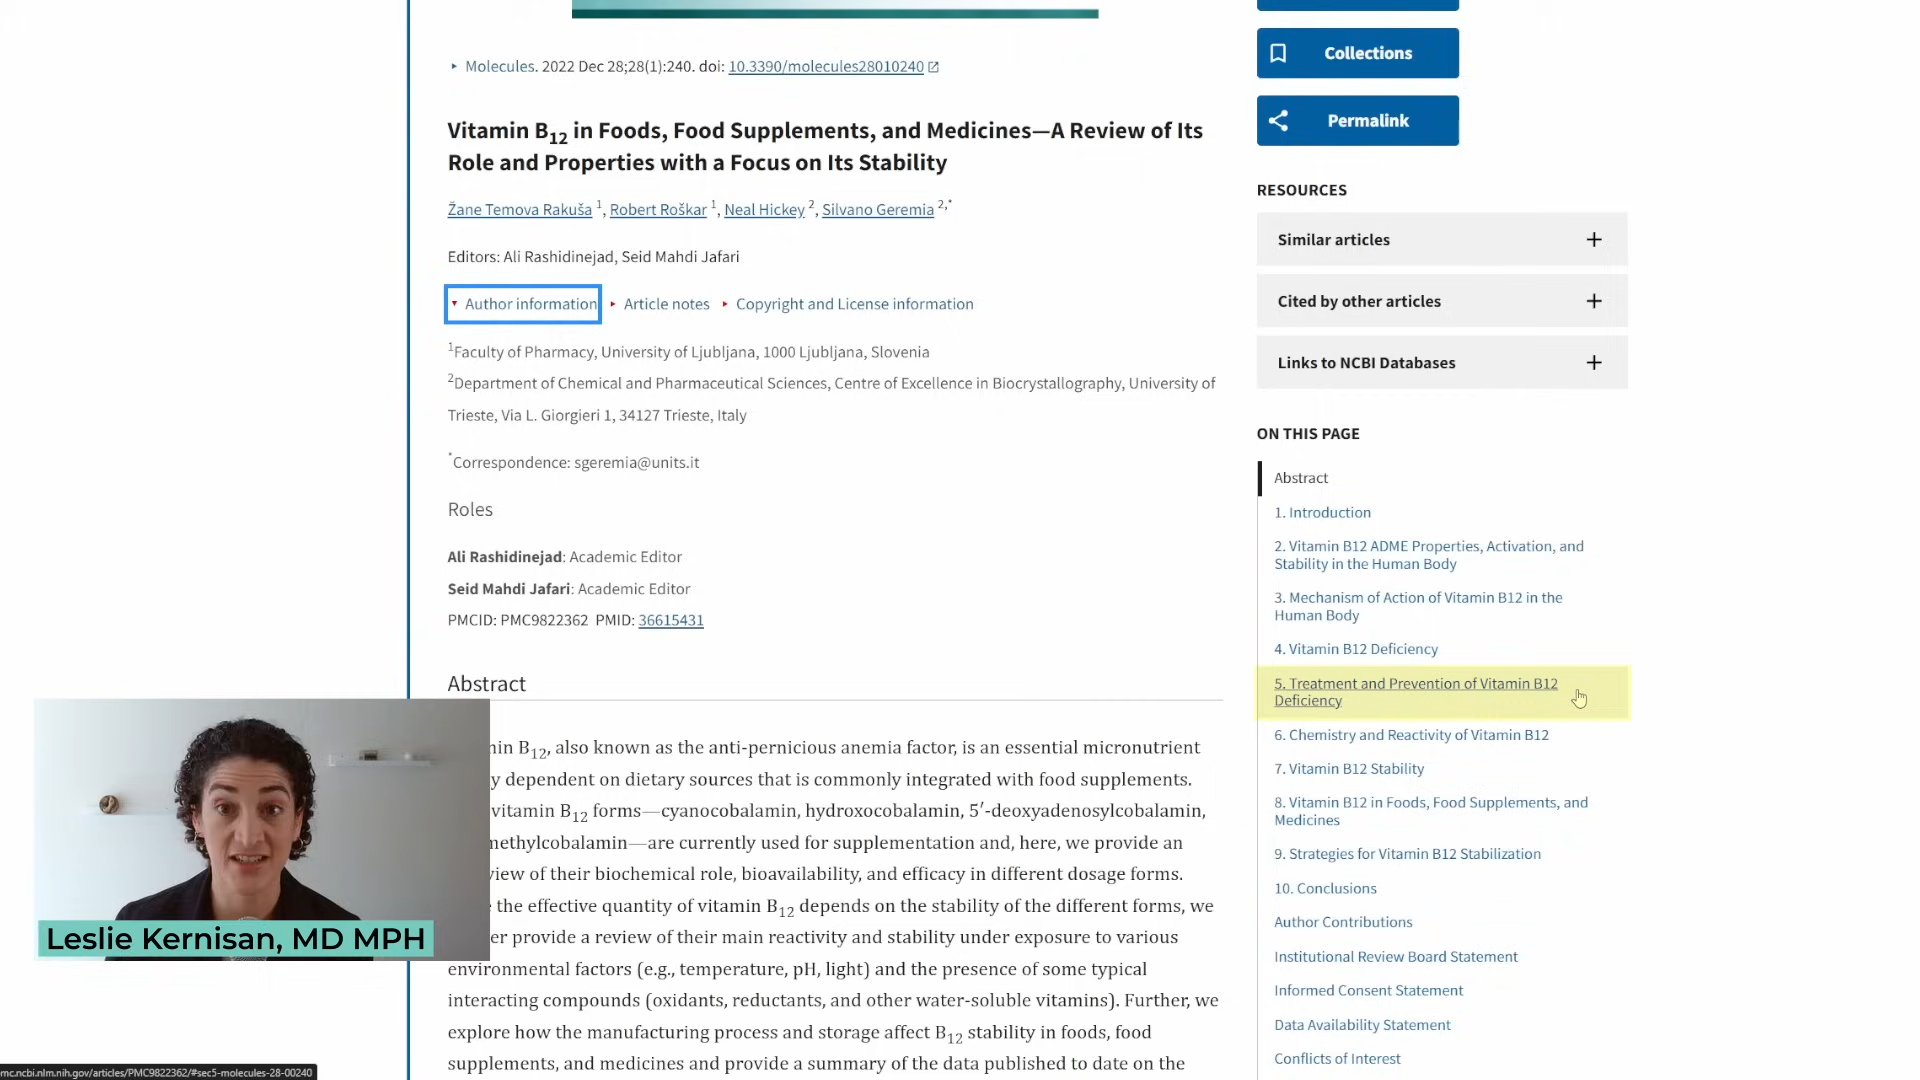 Molecules. 2022 Dec 28;28(1):240. doi: 10.3390/molecules28010240
Vitamin B12 in Foods, Food Supplements, and Medicines—A Review of Its
Role and Properties with a Focus on Its Stability
Žane Temova Rakuša 1, Robert Roškar 1, Neal Hickey 2, Silvano Geremia 2,*
Editors: Ali Rashidinejad, Seid Mahdi Jafari
Author information Article notes Copyright and License information
1Faculty of Pharmacy, University of Ljubljana, 1000 Ljubljana, Slovenia
2Department of Chemical and Pharmaceutical Sciences, Centre of Excellence in Biocrystallography, University of
Trieste, Via L. Giorgieri 1, 34127 Trieste, Italy
*Correspondence: sgeremia@units.it
Roles
Ali Rashidinejad: Academic Editor
Seid Mahdi Jafari: Academic Editor
PMCID: PMC9822362 PMID: 36615431
Abstract
B12, also known as the anti-pernicious anemia factor, is an essential micronutrient
dependent on dietary sources that is commonly integrated with food supplements.
vitamin B12 forms—cyanocobalamin, hydroxocobalamin, 5′-deoxyadenosylcobalamin,
methylcobalamin—are currently used for supplementation and, here, we provide an
of their biochemical role, bioavailability, and efficacy in different dosage forms.
the effective quantity of vitamin B12 depends on the stability of the different forms, we
provide a review of their main reactivity and stability under exposure to various
environmental factors (e.g., temperature, pH, light) and the presence of some typical
interacting compounds (oxidants, reductants, and other water-soluble vitamins). Further, we
explore how the manufacturing process and storage affect B12 stability in foods, food
supplements, and medicines and provide a summary of the data published to date on the
Collections
Permalink
RESOURCES
Similar articles
Cited by other articles
Links to NCBI Databases
ON THIS PAGE
Abstract
1. Introduction
2. Vitamin B12 ADME Properties, Activation, and
Stability in the Human Body
3. Mechanism of Action of Vitamin B12 in the
Human Body
4. Vitamin B12 Deficiency
5. Treatment and Prevention of Vitamin B12
Deficiency
6. Chemistry and Reactivity of Vitamin B12
7. Vitamin B12 Stability
8. Vitamin B12 in Foods, Food Supplements, and
Medicines
9. Strategies for Vitamin B12 Stabilization
10. Conclusions
Author Contributions
Institutional Review Board Statement
Informed Consent Statement
Data Availability Statement
Conflicts of Interest
Leslie Kernisan, MD MPH
mc.ncbi.nlm.nih.gov/articles/PMC9822362/#sec5-molecules-28-00240